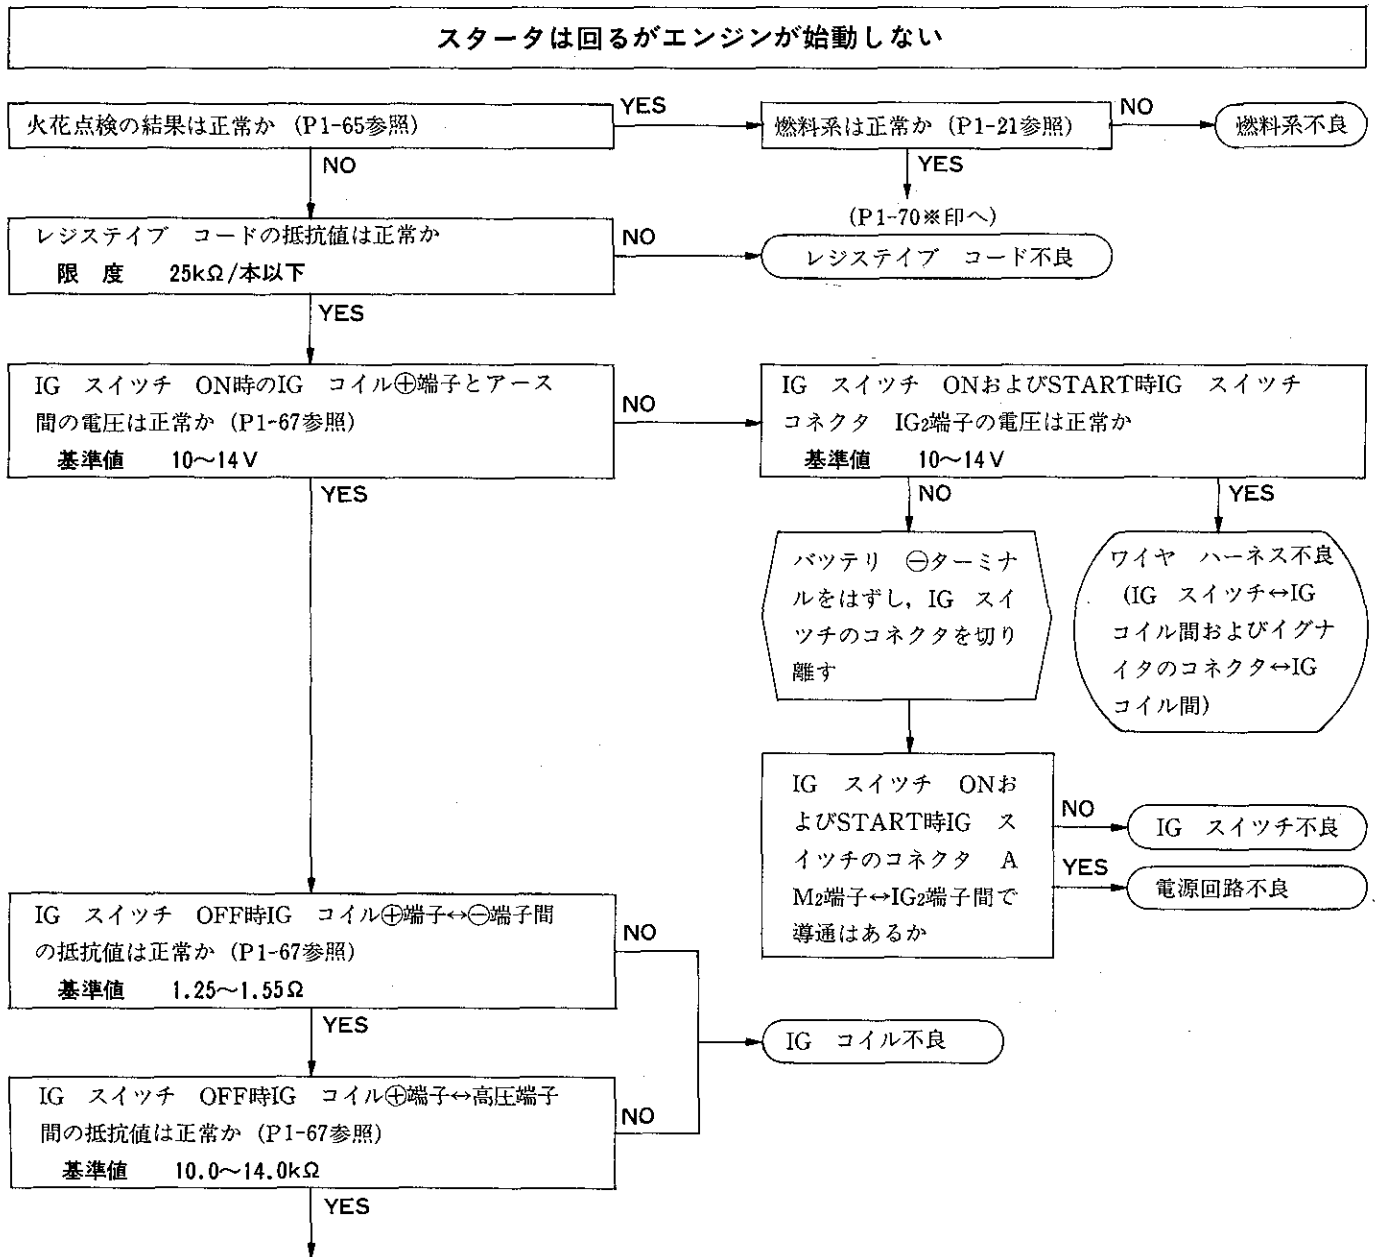 スタータは回るがエンジンが始動しない
火花点検の結果は正常か (P1-65参照)
YES
燃料系は正常か (P1-21参照)
NO
燃料系不良
NO
YES
(P1-70※印へ)
レジステイブ コードの抵抗値は正常か
限 度 25kΩ/本以下
NO
レジステイブ コード不良
YES
IG スイツチ ON時のIG コイル⊕端子とアース
間の電圧は正常か (P1-67参照)
基準値 10〜14V
NO
IG スイツチ ONおよびSTART時IG スイツチ
コネクタ IG2端子の電圧は正常か
基準値 10〜14V
YES
NO
YES
バツテリ ⊖ターミナ
ルをはずし, IG スイ
ツチのコネクタを切り
離す
ワイヤ ハーネス不良
(IG スイツチ↔IG
コイル間およびイグナ
イタのコネクタ↔IG
コイル間)
IG スイツチ ONお
よびSTART時IG ス
イツチのコネクタ A
M2端子↔IG2端子間で
導通はあるか
NO
IG スイツチ不良
YES
電源回路不良
IG スイツチ OFF時IG コイル⊕端子↔⊖端子間
の抵抗値は正常か (P1-67参照)
基準値 1.25〜1.55Ω
NO
YES
IG コイル不良
IG スイツチ OFF時IG コイル⊕端子↔高圧端子
間の抵抗値は正常か (P1-67参照)
基準値 10.0〜14.0kΩ
NO
YES